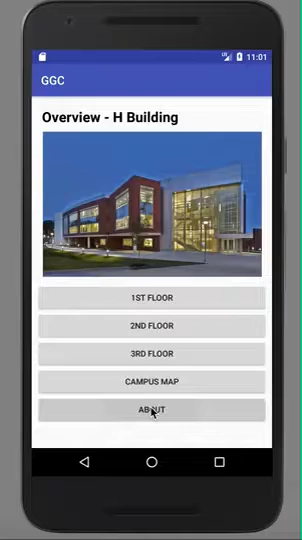 11:01
GGC
Overview - H Building
1ST FLOOR
2ND FLOOR
3RD FLOOR
CAMPUS MAP
ABOUT